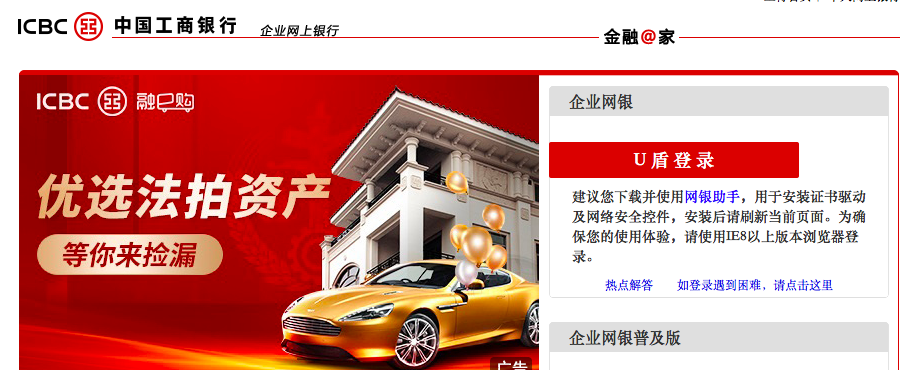 ICBC 中国工商银行 企业网上银行
金融@家
ICBC 融e购
优选法拍资产
等你来捡漏
广告
企业网银
U盾登录
建议您下载并使用网银助手，用于安装证书驱动
及网络安全控件，安装后请刷新当前页面。为确
保您的使用体验，请使用IE8以上版本浏览器登
录。
热点解答 如登录遇到困难，请点击这里
企业网银普及版